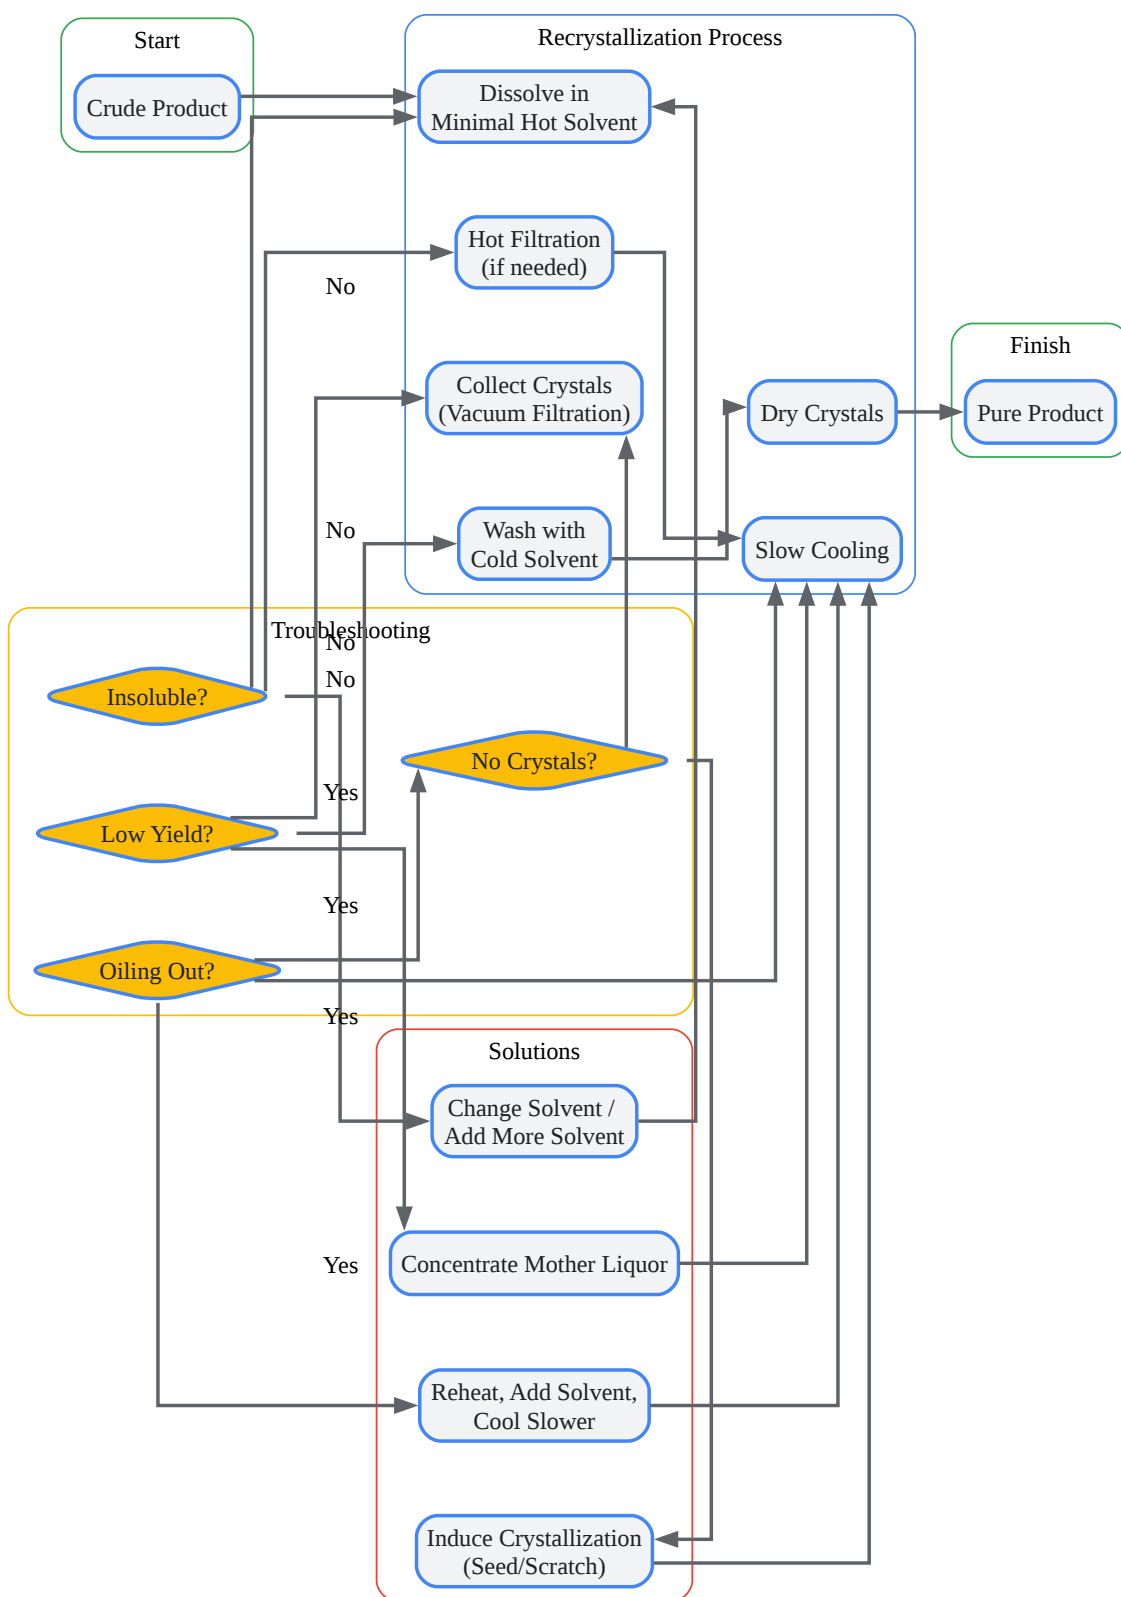 Start
Crude Product
Recrystallization Process
Dissolve in
Minimal Hot Solvent
Hot Filtration
(if needed)
No
Collect Crystals
(Vacuum Filtration)
Dry Crystals
Finish
Pure Product
Wash with
Cold Solvent
No
Slow Cooling
Troubleshooting
No
No
Insoluble?
No Crystals?
Yes
Low Yield?
Yes
Oiling Out?
Yes
Solutions
Change Solvent /
Add More Solvent
Yes
Concentrate Mother Liquor
Reheat, Add Solvent,
Cool Slower
Induce Crystallization
(Seed/Scratch)